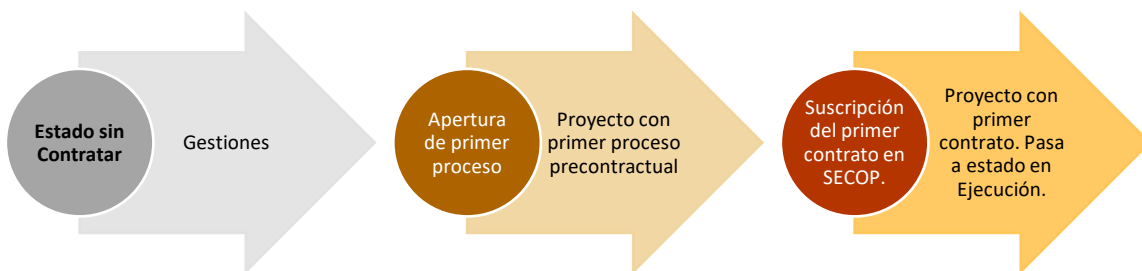 Estado sin
Contratar
Gestiones
Apertura
de primer
proceso
Proyecto con
primer proceso
precontractual
Suscripción
del primer
contrato en
SECOP.
Proyecto con
primer
contrato. Pasa
a estado en
Ejecución.